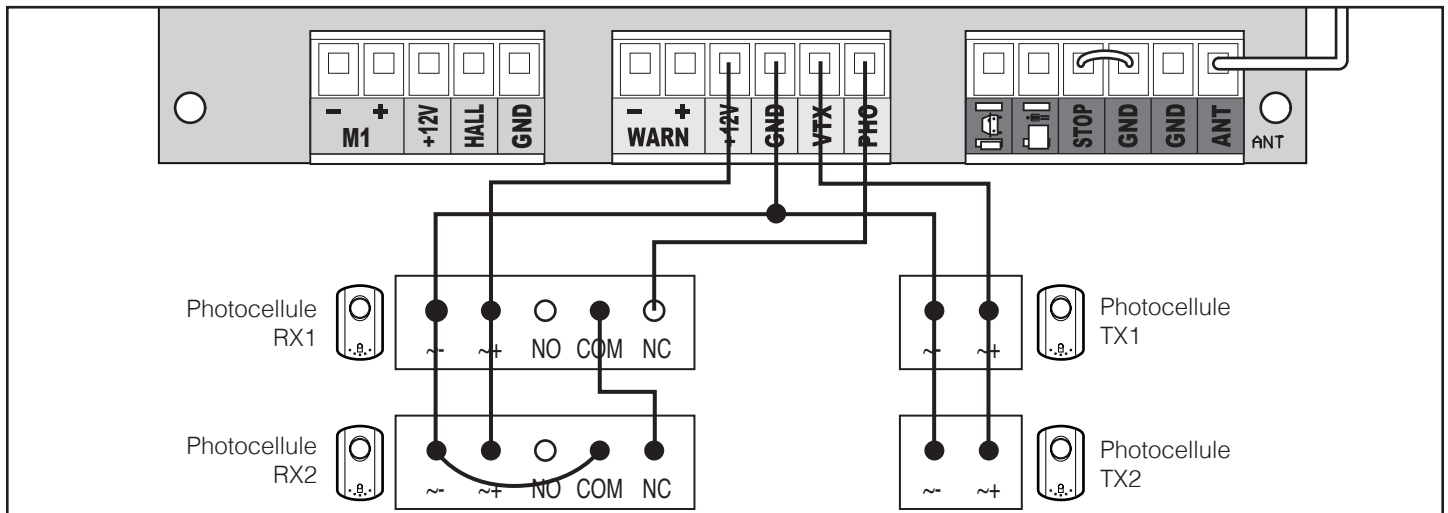 - + +12V HALL GND
M1
- + +12V GND VTX PHO
WARN
STOP GND GND ANT
ANT
Photocellule
RX1
~- ~+ NO COM NC
Photocellule
TX1
~- ~+
Photocellule
RX2
~- ~+ NO COM NC
Photocellule
TX2
~- ~+